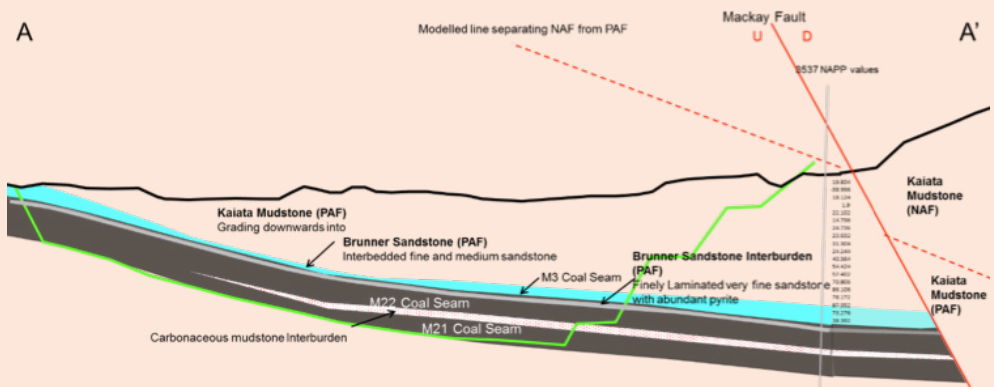 A
Mackay Fault
U D
A'
Modelled line separating NAF from PAF
3537 NAPP values
Kaiata
Mudstone
(NAF)
Kaiata Mudstone (PAF)
Grading downwards into
Brunner Sandstone (PAF)
Interbedded fine and medium sandstone
Brunner Sandstone Interburden
(PAF)
Finely Laminated very fine sandstone
with abundant pyrite
M3 Coal Seam
Kaiata
Mudstone
(PAF)
M22 Coal Seam
M21 Coal Seam
Carbonaceous mudstone Interburden